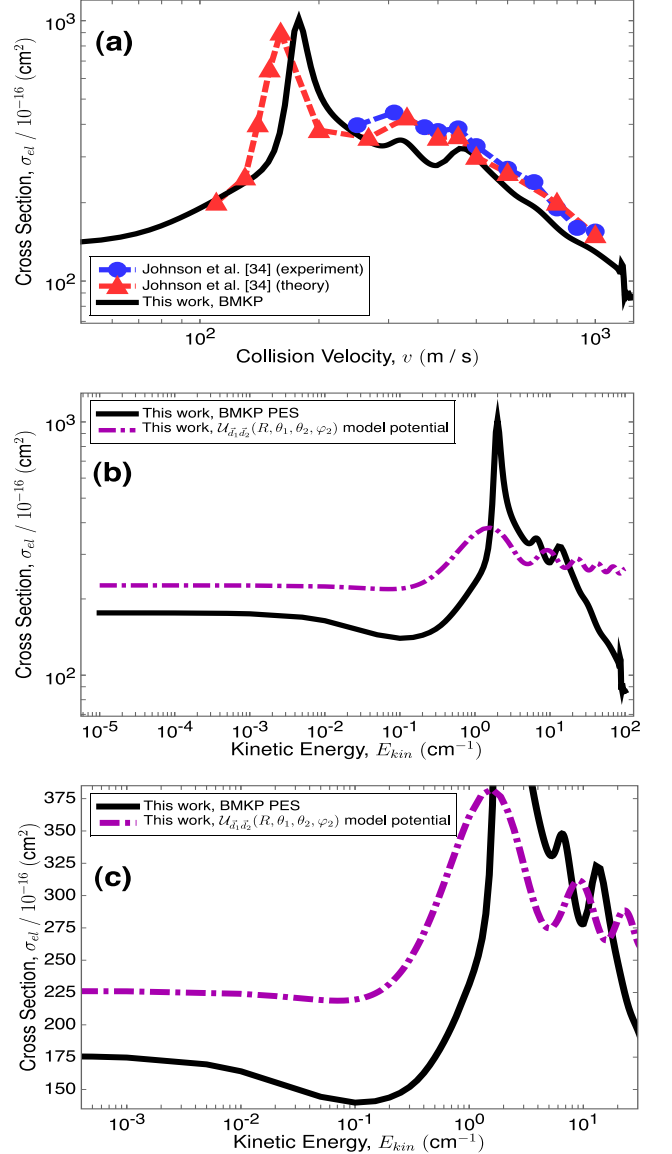 (a)
10³
10²
Cross Section, σ_el / 10⁻¹⁶ (cm²)
Johnson et al. [34] (experiment)
Johnson et al. [34] (theory)
This work, BMKP
10² 10³
Collision Velocity, v (m / s)
This work, BMKP PES
This work, 𝒰_{d⃗₁d⃗₂}(R, θ₁, θ₂, φ₂) model potential
(b)
10³
10²
Cross Section, σ_el / 10⁻¹⁶ (cm²)
10⁻⁵ 10⁻⁴ 10⁻³ 10⁻² 10⁻¹ 10⁰ 10¹ 10²
Kinetic Energy, E_kin (cm⁻¹)
This work, BMKP PES
This work, 𝒰_{d⃗₁d⃗₂}(R, θ₁, θ₂, φ₂) model potential
(c)
375
350
325
300
275
250
225
200
175
150
Cross Section, σ_el / 10⁻¹⁶ (cm²)
10⁻³ 10⁻² 10⁻¹ 10⁰ 10¹
Kinetic Energy, E_kin (cm⁻¹)